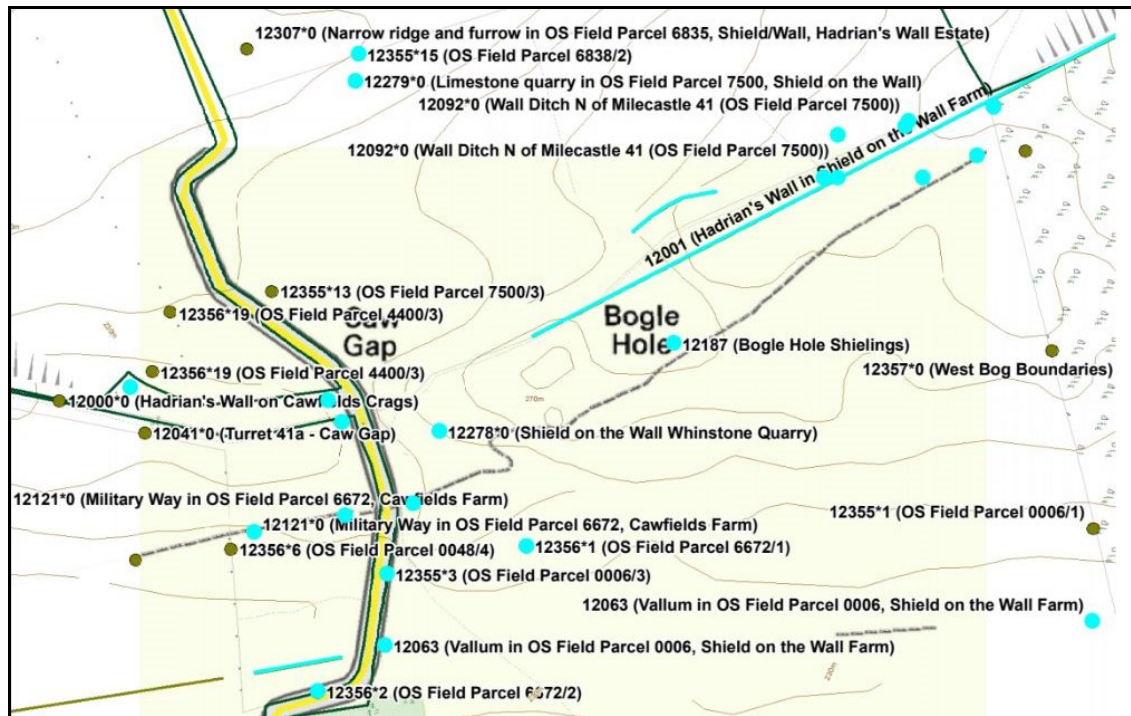 12307*0 (Narrow ridge and furrow in OS Field Parcel 6835, Shield/Wall, Hadrian's Wall Estate)
12355*15 (OS Field Parcel 6838/2)
12279*0 (Limestone quarry in OS Field Parcel 7500, Shield on the Wall)
12092*0 (Wall Ditch N of Milecastle 41 (OS Field Parcel 7500))
12092*0 (Wall Ditch N of Milecastle 41 (OS Field Parcel 7500))
12001 (Hadrian's Wall in Shield on the Wall Farm)
12355*13 (OS Field Parcel 7500/3)
12356*19 (OS Field Parcel 4400/3)
Caw
Gap
Bogle
Hole
12187 (Bogle Hole Shielings)
12357*0 (West Bog Boundaries)
12356*19 (OS Field Parcel 4400/3)
12000*0 (Hadrian's Wall on Cawfields Crags)
270m
12041*0 (Turret 41a - Caw Gap)
12278*0 (Shield on the Wall Whinstone Quarry)
12121*0 (Military Way in OS Field Parcel 6672, Cawfields Farm)
12355*1 (OS Field Parcel 0006/1)
12121*0 (Military Way in OS Field Parcel 6672, Cawfields Farm)
12356*6 (OS Field Parcel 0048/4)
12356*1 (OS Field Parcel 6672/1)
12355*3 (OS Field Parcel 0006/3)
12063 (Vallum in OS Field Parcel 0006, Shield on the Wall Farm)
12063 (Vallum in OS Field Parcel 0006, Shield on the Wall Farm)
230m
12356*2 (OS Field Parcel 6672/2)